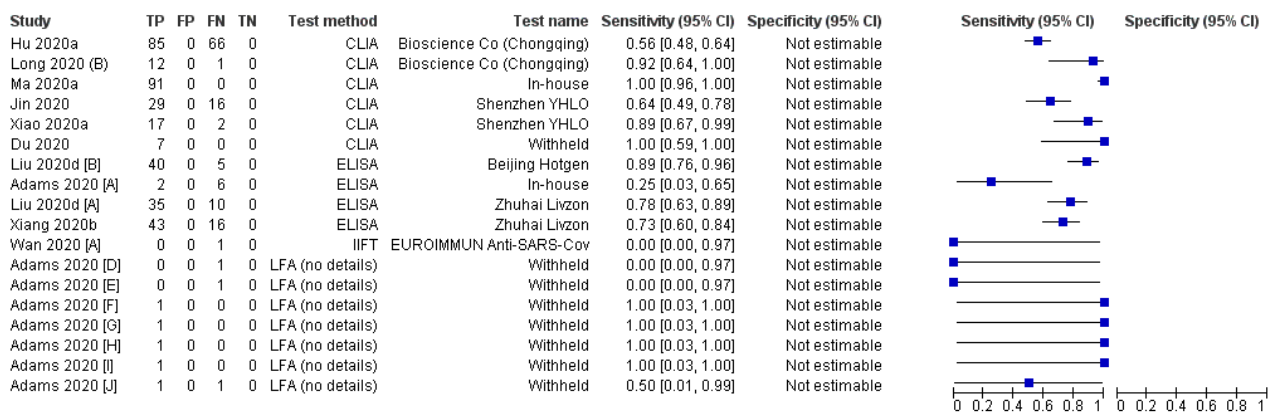 Study TP FP FN TN Test method Test name Sensitivity (95% CI) Specificity (95% CI) Sensitivity (95% CI) Specificity (95% CI)
Hu 2020a 85 0 66 0 CLIA Bioscience Co (Chongqing) 0.56 [0.48, 0.64] Not estimable
Long 2020 (B) 12 0 1 0 CLIA Bioscience Co (Chongqing) 0.92 [0.64, 1.00] Not estimable
Ma 2020a 91 0 0 0 CLIA In-house 1.00 [0.96, 1.00] Not estimable
Jin 2020 29 0 16 0 CLIA Shenzhen YHLO 0.64 [0.49, 0.78] Not estimable
Xiao 2020a 17 0 2 0 CLIA Shenzhen YHLO 0.89 [0.67, 0.99] Not estimable
Du 2020 7 0 0 0 CLIA Withheld 1.00 [0.59, 1.00] Not estimable
Liu 2020d [B] 40 0 5 0 ELISA Beijing Hotgen 0.89 [0.76, 0.96] Not estimable
Adams 2020 [A] 2 0 6 0 ELISA In-house 0.25 [0.03, 0.65] Not estimable
Liu 2020d [A] 35 0 10 0 ELISA Zhuhai Livzon 0.78 [0.63, 0.89] Not estimable
Xiang 2020b 43 0 16 0 ELISA Zhuhai Livzon 0.73 [0.60, 0.84] Not estimable
Wan 2020 [A] 0 0 1 0 IIFT EUROIMMUN Anti-SARS-Cov 0.00 [0.00, 0.97] Not estimable
Adams 2020 [D] 0 0 1 0 LFA (no details) Withheld 0.00 [0.00, 0.97] Not estimable
Adams 2020 [E] 0 0 1 0 LFA (no details) Withheld 0.00 [0.00, 0.97] Not estimable
Adams 2020 [F] 1 0 0 0 LFA (no details) Withheld 1.00 [0.03, 1.00] Not estimable
Adams 2020 [G] 1 0 0 0 LFA (no details) Withheld 1.00 [0.03, 1.00] Not estimable
Adams 2020 [H] 1 0 0 0 LFA (no details) Withheld 1.00 [0.03, 1.00] Not estimable
Adams 2020 [I] 1 0 0 0 LFA (no details) Withheld 1.00 [0.03, 1.00] Not estimable
Adams 2020 [J] 1 0 1 0 LFA (no details) Withheld 0.50 [0.01, 0.99] Not estimable
0 0.2 0.4 0.6 0.8 1 0 0.2 0.4 0.6 0.8 1